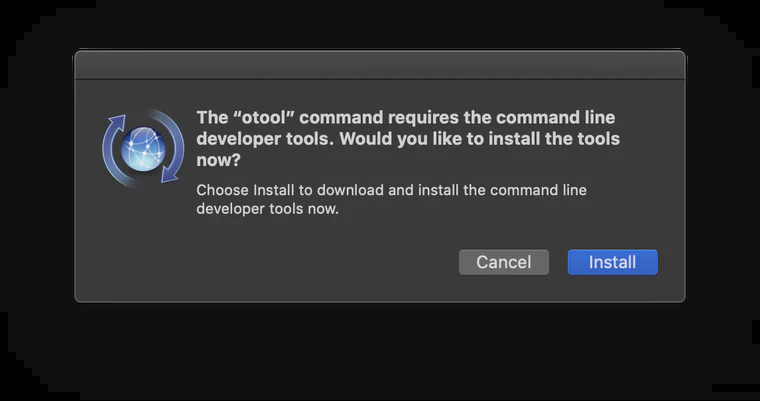 The “otool” command requires the command line
developer tools. Would you like to install the tools
now?
Choose Install to download and install the command line
developer tools now.
Cancel
Install